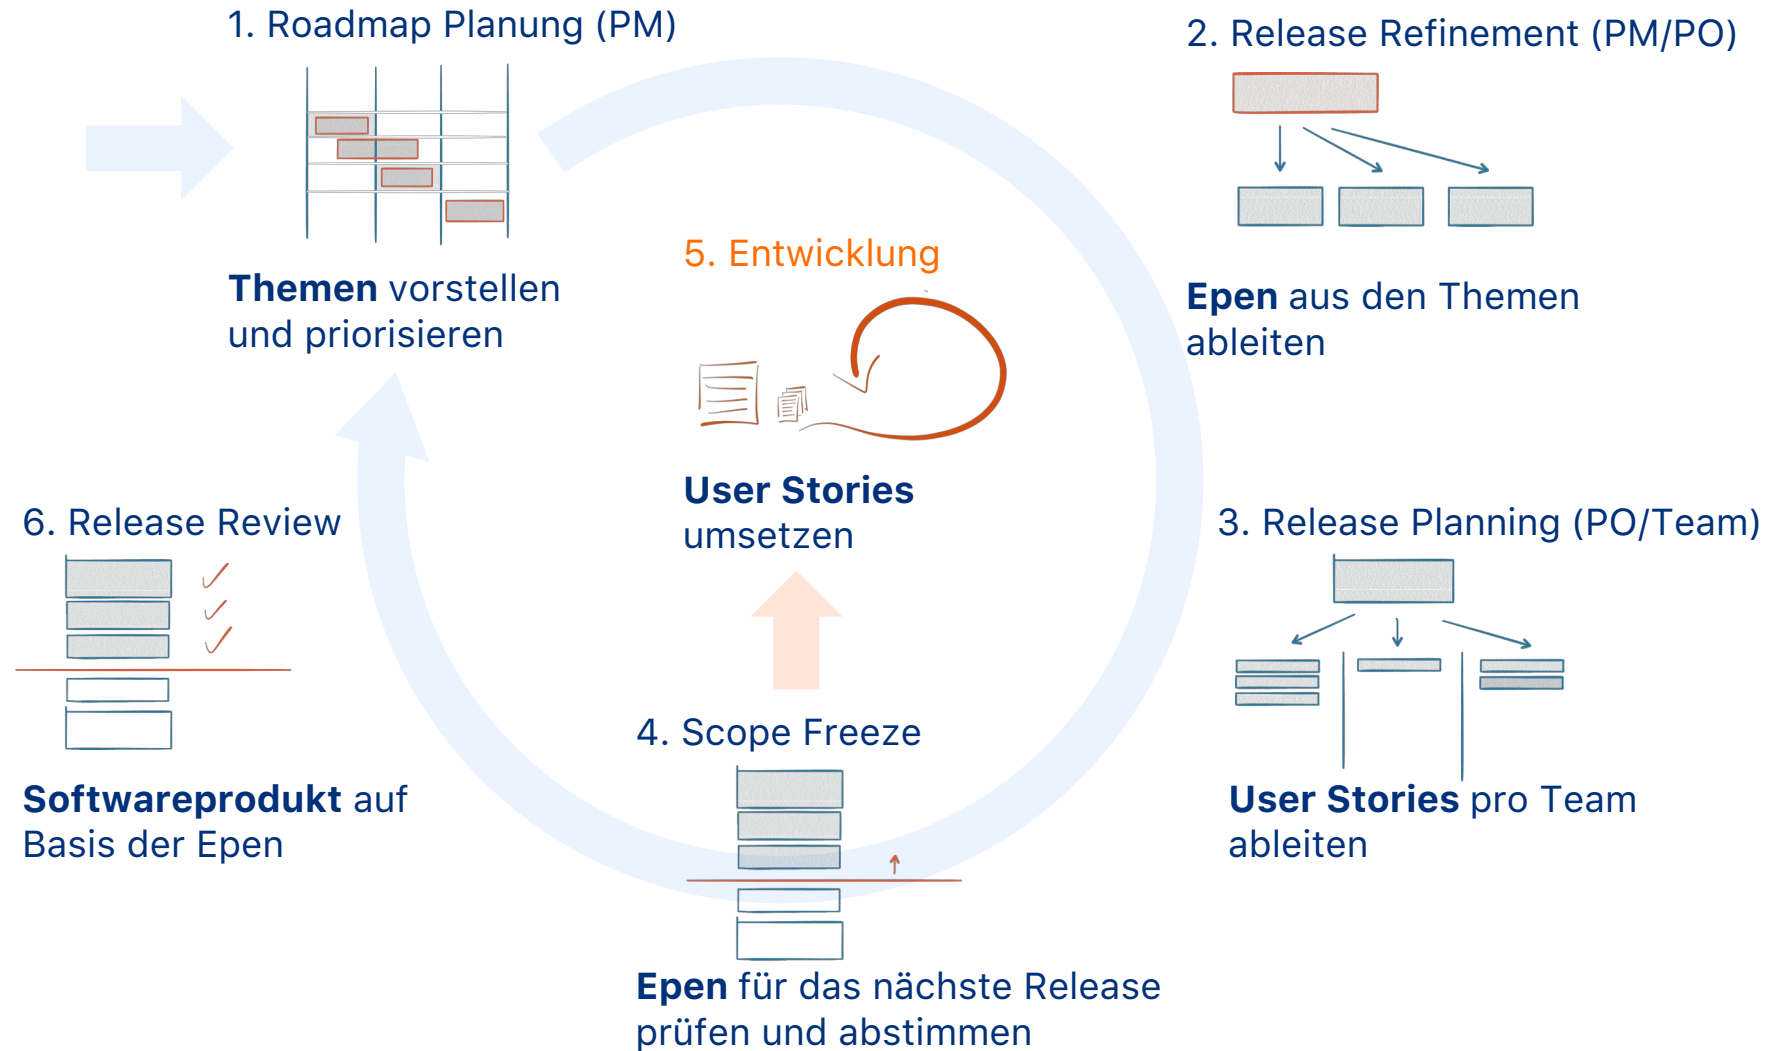 1. Roadmap Planung (PM)
Themen vorstellen
und priorisieren
2. Release Refinement (PM/PO)
Epen aus den Themen
ableiten
3. Release Planning (PO/Team)
User Stories pro Team
ableiten
4. Scope Freeze
Epen für das nächste Release
prüfen und abstimmen
5. Entwicklung
User Stories
umsetzen
6. Release Review
Softwareprodukt auf
Basis der Epen